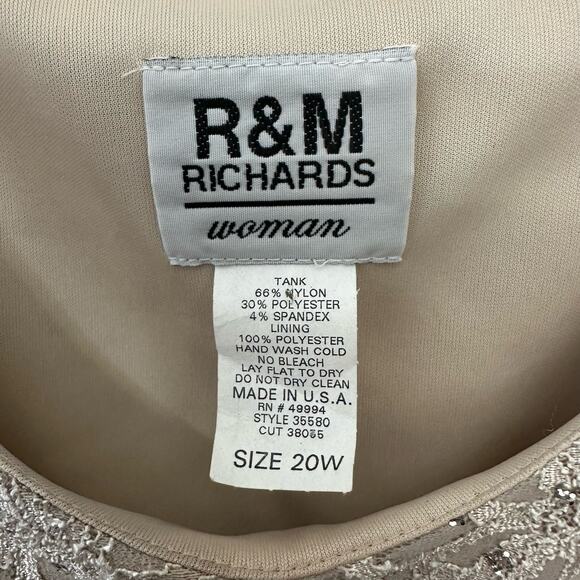 R&M
RICHARDS
woman
TANK
66% NYLON
30% POLYESTER
4% SPANDEX
LINING
100% POLYESTER
HAND WASH COLD
NO BLEACH
LAY FLAT TO DRY
DO NOT DRY CLEAN
MADE IN U.S.A.
RN # 49994
STYLE 35580
CUT
SIZE 20W